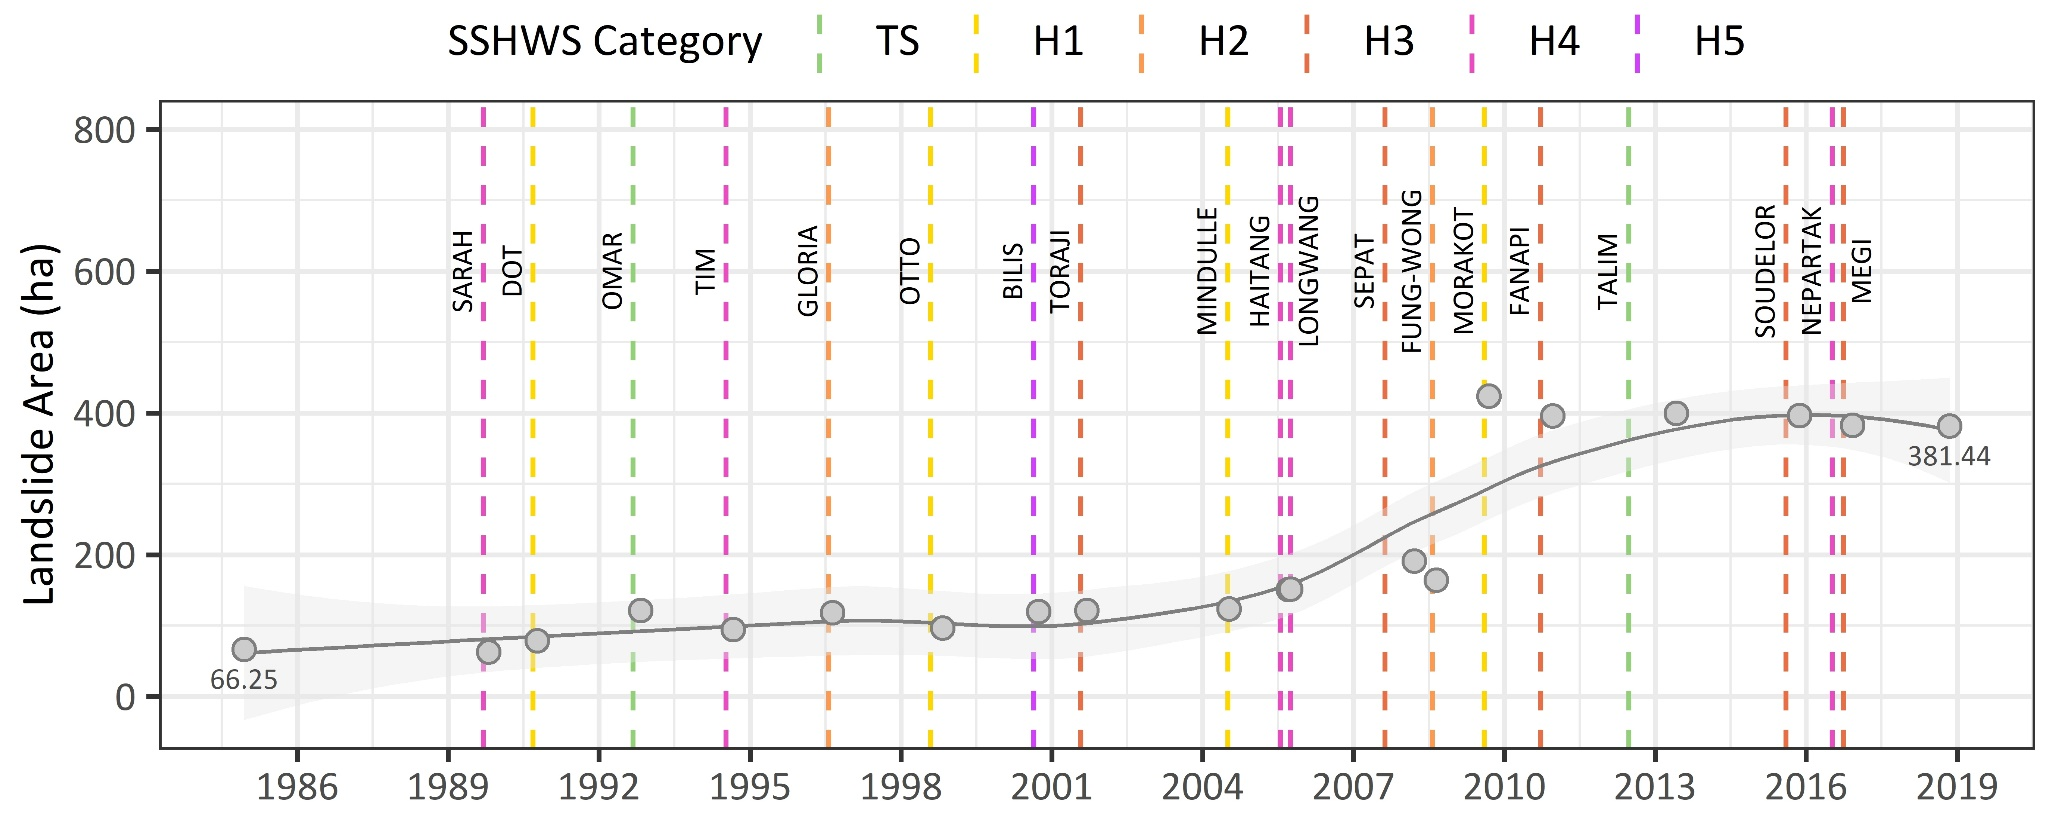 SSHWS Category TS H1 H2 H3 H4 H5
Landslide Area (ha)
800
600
400
200
0
SARAH
DOT
OMAR
TIM
GLORIA
OTTO
BILIS
TORAJI
MINDULLE
HAITANG
LONGWANG
SEPAT
FUNG-WONG
MORAKOT
FANAPI
TALIM
SOUDELOR
NEPARTAK
MEGI
66.25
381.44
1986 1989 1992 1995 1998 2001 2004 2007 2010 2013 2016 2019